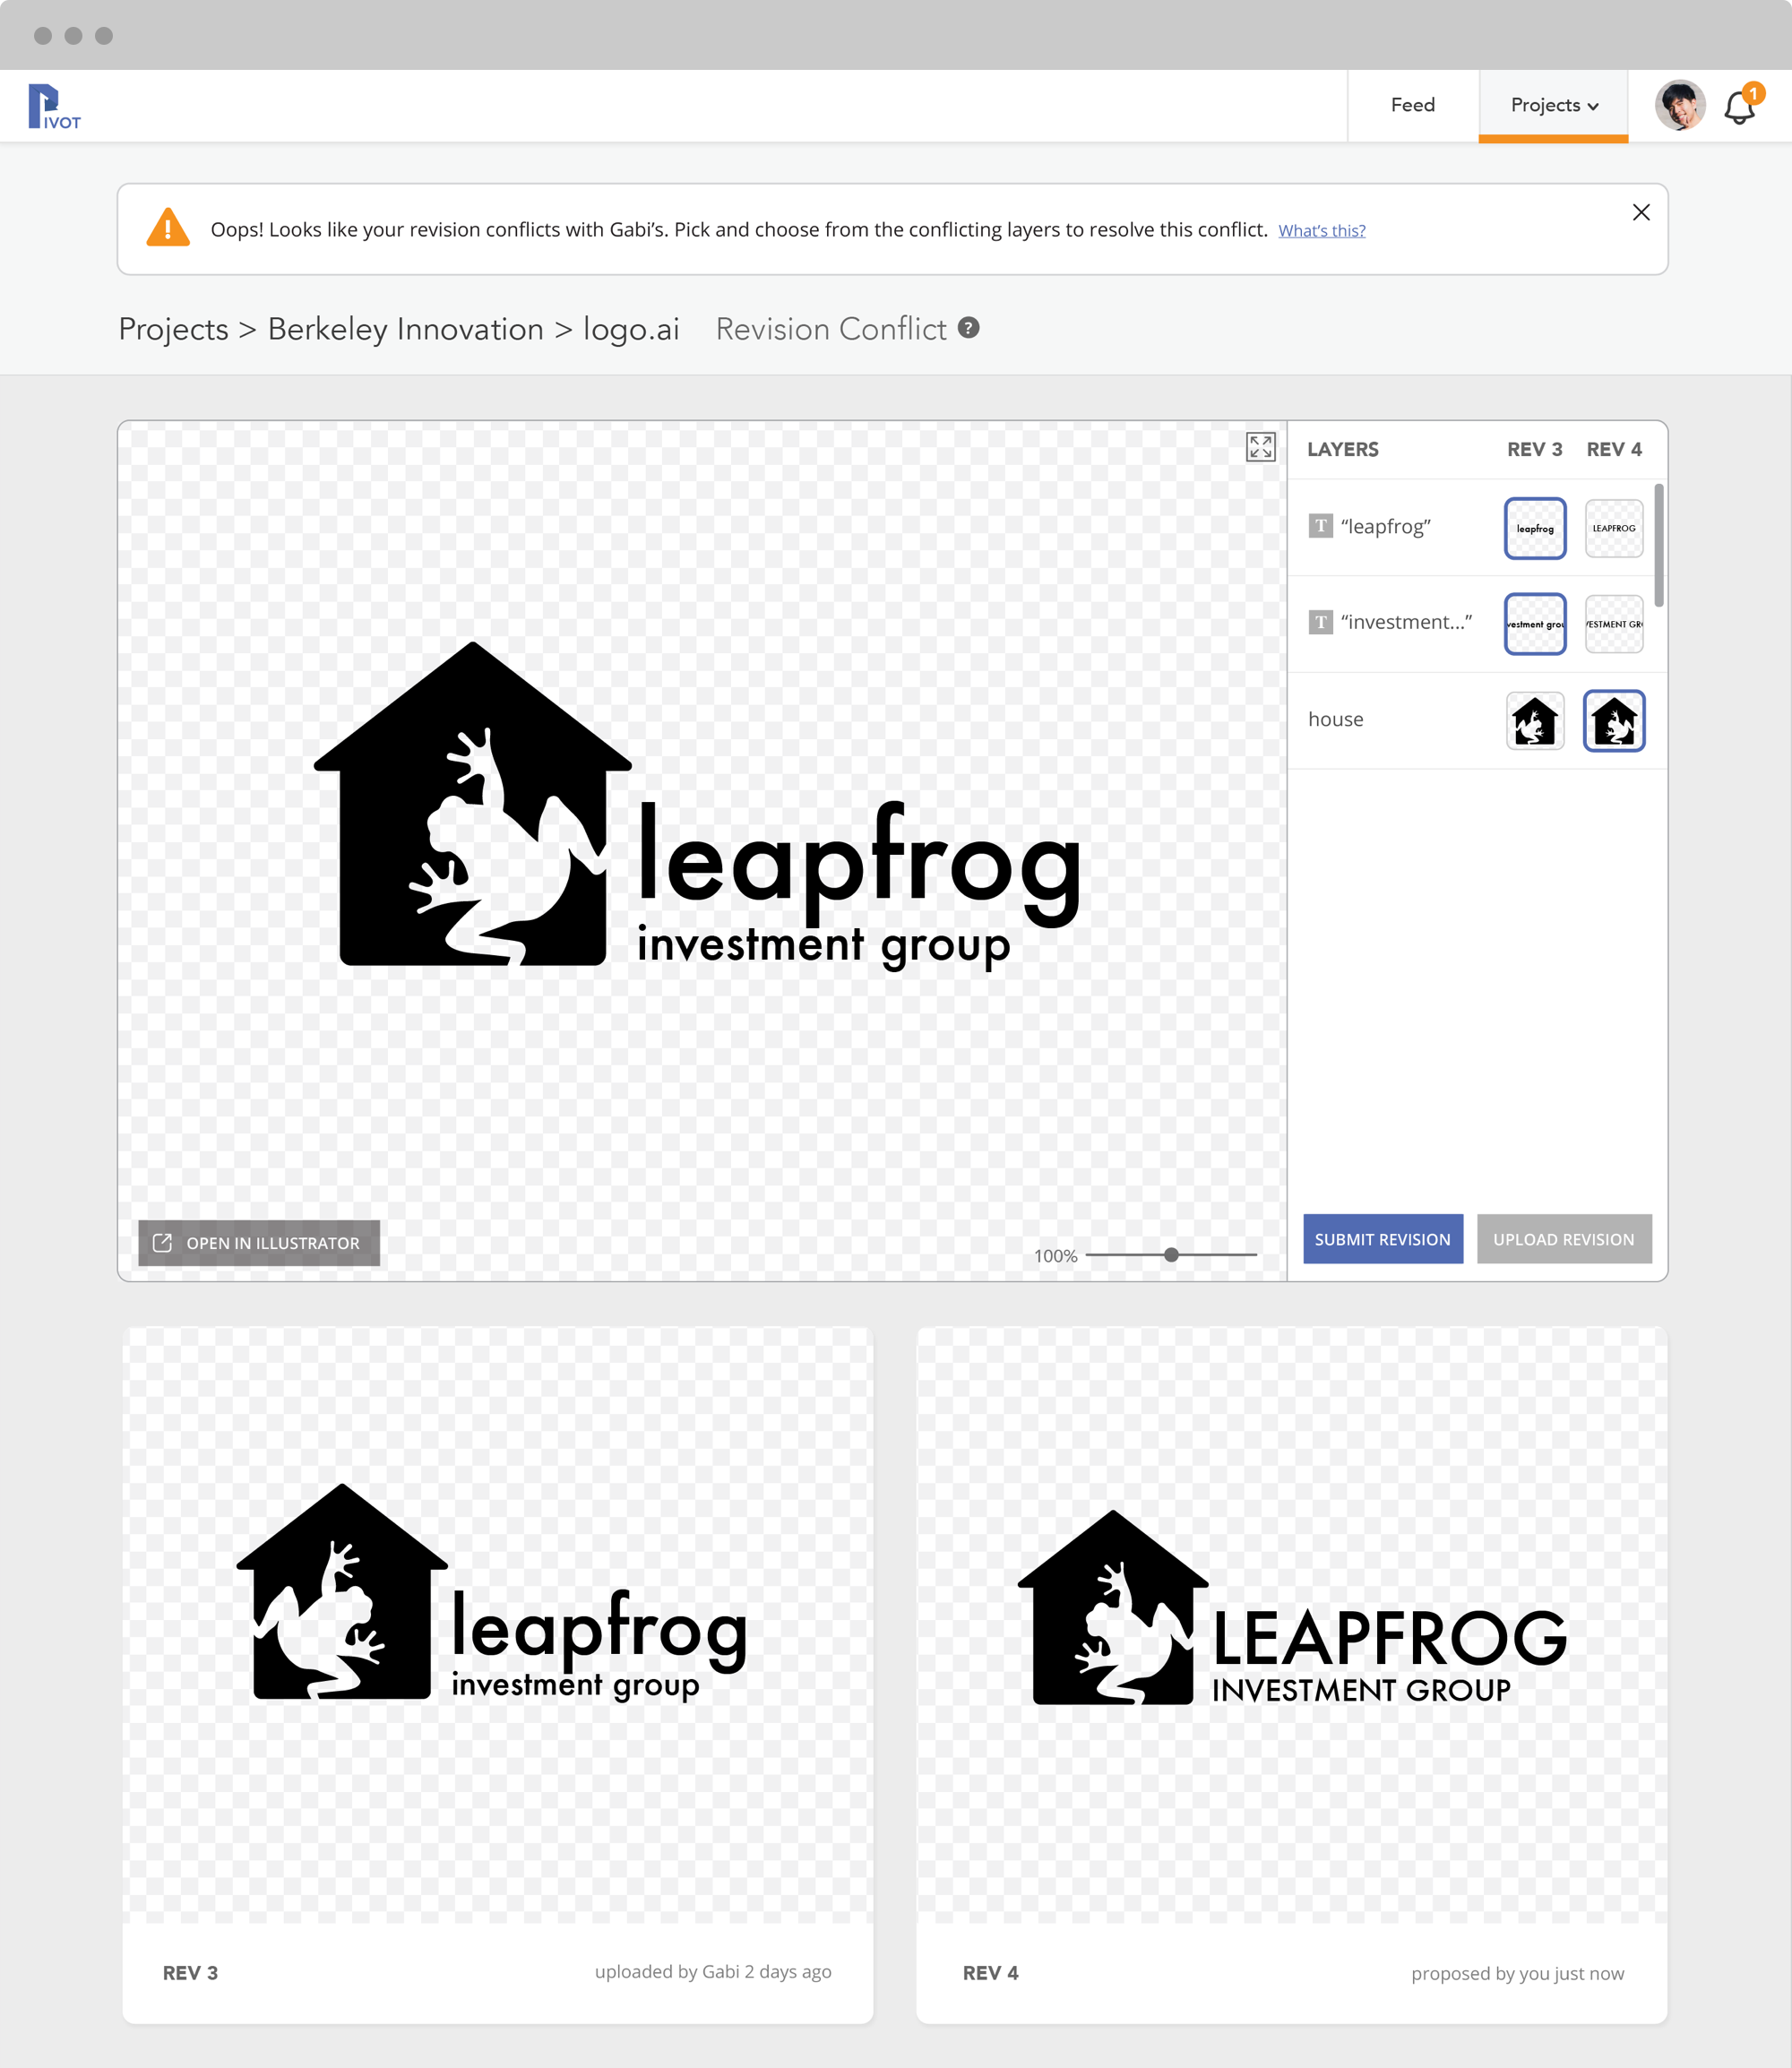 PIVOT
Feed
Projects
1
Oops! Looks like your revision conflicts with Gabi’s. Pick and choose from the conflicting layers to resolve this conflict. What’s this?
Projects > Berkeley Innovation > logo.ai Revision Conflict ?
LAYERS REV 3 REV 4
T “leapfrog” leapfrog LEAPFROG
T “investment...” vestment grou VESTMENT GR
house
leapfrog
investment group
OPEN IN ILLUSTRATOR
100%
SUBMIT REVISION
UPLOAD REVISION
leapfrog
investment group
REV 3 uploaded by Gabi 2 days ago
LEAPFROG
INVESTMENT GROUP
REV 4 proposed by you just now